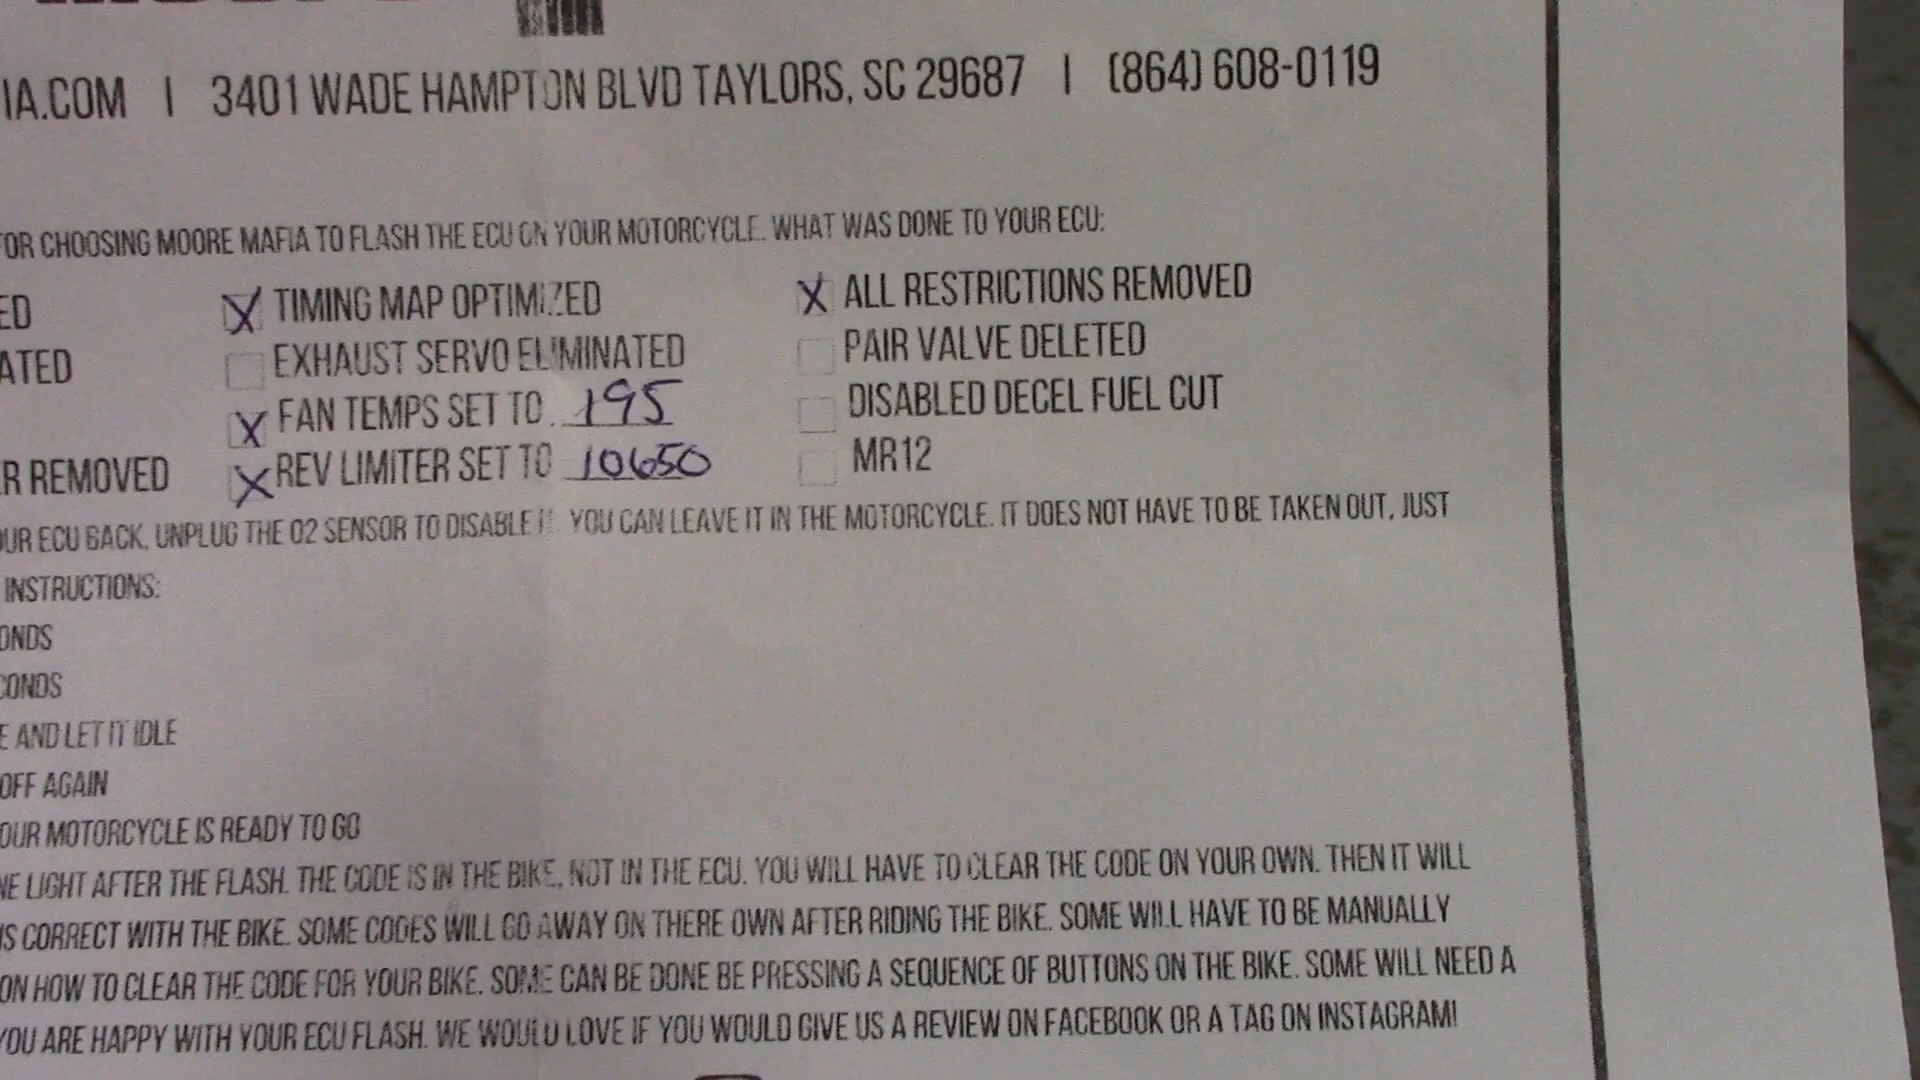 IA.COM | 3401 WADE HAMPTON BLVD TAYLORS, SC 29687 | (864) 608-0119
FOR CHOOSING MOORE MAFIA TO FLASH THE ECU ON YOUR MOTORCYCLE. WHAT WAS DONE TO YOUR ECU:
ED X TIMING MAP OPTIMIZED X ALL RESTRICTIONS REMOVED
ATED EXHAUST SERVO ELIMINATED PAIR VALVE DELETED
X FAN TEMPS SET TO 195 DISABLED DECEL FUEL CUT
R REMOVED X REV LIMITER SET TO 10650 MR12
OUR ECU BACK, UNPLUG THE O2 SENSOR TO DISABLE IT. YOU CAN LEAVE IT IN THE MOTORCYCLE. IT DOES NOT HAVE TO BE TAKEN OUT, JUST
INSTRUCTIONS:
ONDS
CONDS
E AND LET IT IDLE
OFF AGAIN
OUR MOTORCYCLE IS READY TO GO
NE LIGHT AFTER THE FLASH. THE CODE IS IN THE BIKE, NOT IN THE ECU. YOU WILL HAVE TO CLEAR THE CODE ON YOUR OWN. THEN IT WILL
IS CORRECT WITH THE BIKE. SOME CODES WILL GO AWAY ON THERE OWN AFTER RIDING THE BIKE. SOME WILL HAVE TO BE MANUALLY
ON HOW TO CLEAR THE CODE FOR YOUR BIKE. SOME CAN BE DONE BE PRESSING A SEQUENCE OF BUTTONS ON THE BIKE. SOME WILL NEED A
YOU ARE HAPPY WITH YOUR ECU FLASH. WE WOULD LOVE IF YOU WOULD GIVE US A REVIEW ON FACEBOOK OR A TAG ON INSTAGRAM!